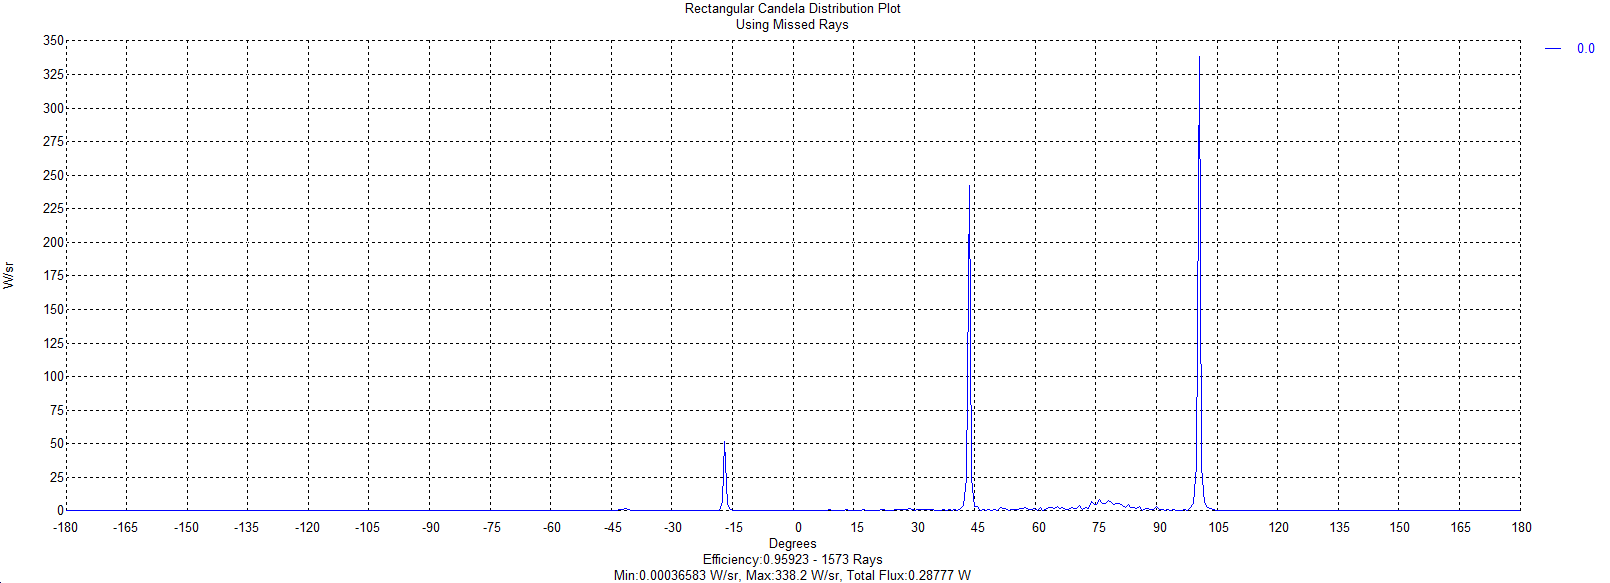 Rectangular Candela Distribution Plot
Using Missed Rays
0.0
350
325
300
275
250
225
200
175
150
125
100
75
50
25
0
W/sr
-180 -165 -150 -135 -120 -105 -90 -75 -60 -45 -30 -15 0 15 30 45 60 75 90 105 120 135 150 165 180
Degrees
Efficiency:0.95923 - 1573 Rays
Min:0.00036583 W/sr, Max:338.2 W/sr, Total Flux:0.28777 W